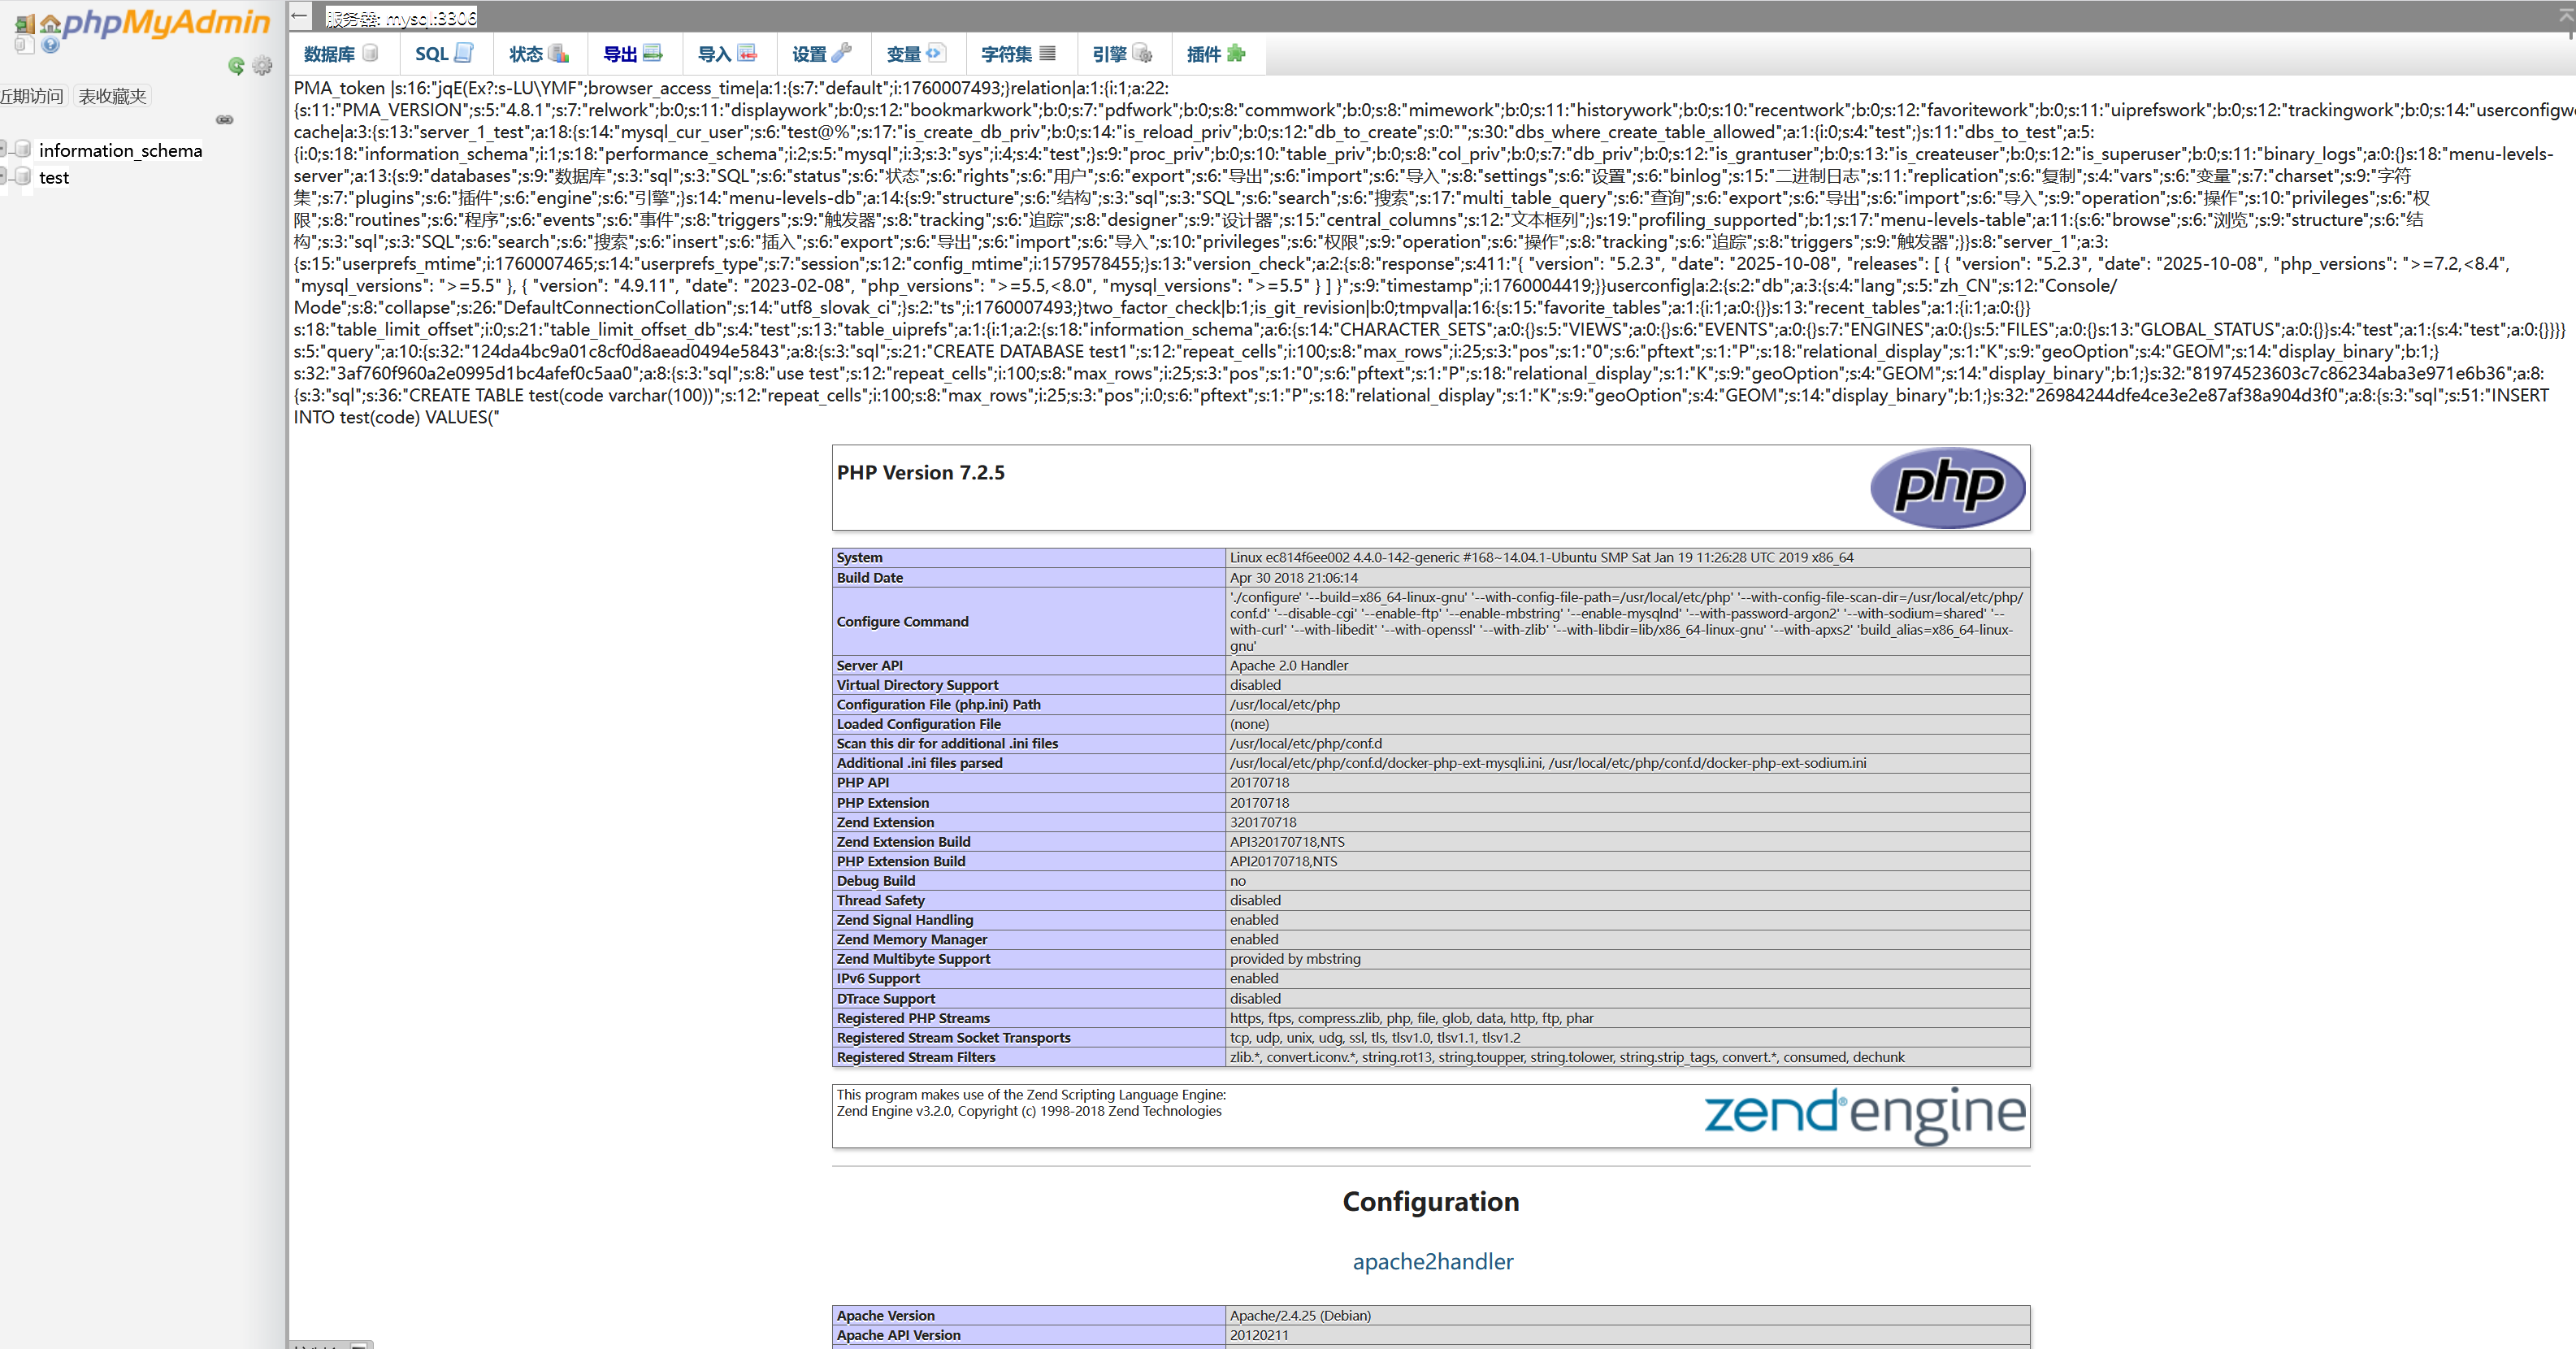 phpMyAdmin
近期访问 表收藏夹
information_schema
test
服务器: mysql:3306
数据库 SQL 状态 导出 导入 设置 变量 字符集 引擎 插件
PMA_token |s:16:"jqE(Ex?:s-LU\YMF";browser_access_time|a:1:{s:7:"default";i:1760007493;}relation|a:1:{i:1;a:22:
{s:11:"PMA_VERSION";s:5:"4.8.1";s:7:"relwork";b:0;s:11:"displaywork";b:0;s:12:"bookmarkwork";b:0;s:7:"pdfwork";b:0;s:8:"commwork";b:0;s:8:"mimework";b:0;s:11:"historywork";b:0;s:10:"recentwork";b:0;s:12:"favoritework";b:0;s:11:"uiprefswork";b:0;s:12:"trackingwork";b:0;s:14:"userconfigwo
cache|a:3:{s:13:"server_1_test";a:18:{s:14:"mysql_cur_user";s:6:"test@%";s:17:"is_create_db_priv";b:0;s:14:"is_reload_priv";b:0;s:12:"db_to_create";s:0:"";s:30:"dbs_where_create_table_allowed";a:1:{i:0;s:4:"test";}s:11:"dbs_to_test";a:5:
{i:0;s:18:"information_schema";i:1;s:18:"performance_schema";i:2;s:5:"mysql";i:3;s:3:"sys";i:4;s:4:"test";}s:9:"proc_priv";b:0;s:10:"table_priv";b:0;s:8:"col_priv";b:0;s:7:"db_priv";b:0;s:12:"is_grantuser";b:0;s:13:"is_createuser";b:0;s:12:"is_superuser";b:0;s:11:"binary_logs";a:0:{}s:18:"menu-levels-
server";a:13:{s:9:"databases";s:9:"数据库";s:3:"sql";s:3:"SQL";s:6:"status";s:6:"状态";s:6:"rights";s:6:"用户";s:6:"export";s:6:"导出";s:6:"import";s:6:"导入";s:8:"settings";s:6:"设置";s:6:"binlog";s:15:"二进制日志";s:11:"replication";s:6:"复制";s:4:"vars";s:6:"变量";s:7:"charset";s:9:"字符
集";s:7:"plugins";s:6:"插件";s:6:"engine";s:6:"引擎";}s:14:"menu-levels-db";a:14:{s:9:"structure";s:6:"结构";s:3:"sql";s:3:"SQL";s:6:"search";s:6:"搜索";s:17:"multi_table_query";s:6:"查询";s:6:"export";s:6:"导出";s:6:"import";s:6:"导入";s:9:"operation";s:6:"操作";s:10:"privileges";s:6:"权
限";s:8:"routines";s:6:"程序";s:6:"events";s:6:"事件";s:8:"triggers";s:9:"触发器";s:8:"tracking";s:6:"追踪";s:8:"designer";s:9:"设计器";s:15:"central_columns";s:12:"文本框列";}s:19:"profiling_supported";b:1;s:17:"menu-levels-table";a:11:{s:6:"browse";s:6:"浏览";s:9:"structure";s:6:"结
构";s:3:"sql";s:3:"SQL";s:6:"search";s:6:"搜索";s:6:"insert";s:6:"插入";s:6:"export";s:6:"导出";s:6:"import";s:6:"导入";s:10:"privileges";s:6:"权限";s:9:"operation";s:6:"操作";s:8:"tracking";s:6:"追踪";s:8:"triggers";s:9:"触发器";}}s:8:"server_1";a:3:
{s:15:"userprefs_mtime";i:1760007465;s:14:"userprefs_type";s:7:"session";s:12:"config_mtime";i:1579578455;}s:13:"version_check";a:2:{s:8:"response";s:411:"{ "version": "5.2.3", "date": "2025-10-08", "releases": [ { "version": "5.2.3", "date": "2025-10-08", "php_versions": ">=7.2,<8.4",
"mysql_versions": ">=5.5" }, { "version": "4.9.11", "date": "2023-02-08", "php_versions": ">=5.5,<8.0", "mysql_versions": ">=5.5" } ] }";s:9:"timestamp";i:1760004419;}}userconfig|a:2:{s:2:"db";a:3:{s:4:"lang";s:5:"zh_CN";s:12:"Console/
Mode";s:8:"collapse";s:26:"DefaultConnectionCollation";s:14:"utf8_slovak_ci";}s:2:"ts";i:1760007493;}two_factor_check|b:1;is_git_revision|b:0;tmpval|a:16:{s:15:"favorite_tables";a:1:{i:1;a:0:{}}s:13:"recent_tables";a:1:{i:1;a:0:{}}
s:18:"table_limit_offset";i:0;s:21:"table_limit_offset_db";s:4:"test";s:13:"table_uiprefs";a:1:{i:1;a:2:{s:18:"information_schema";a:6:{s:14:"CHARACTER_SETS";a:0:{}s:5:"VIEWS";a:0:{}s:6:"EVENTS";a:0:{}s:7:"ENGINES";a:0:{}s:5:"FILES";a:0:{}s:13:"GLOBAL_STATUS";a:0:{}}s:4:"test";a:1:{s:4:"test";a:0:{}}}}
s:5:"query";a:10:{s:32:"124da4bc9a01c8cf0d8aead0494e5843";a:8:{s:3:"sql";s:21:"CREATE DATABASE test1";s:12:"repeat_cells";i:100;s:8:"max_rows";i:25;s:3:"pos";s:1:"0";s:6:"pftext";s:1:"P";s:18:"relational_display";s:1:"K";s:9:"geoOption";s:4:"GEOM";s:14:"display_binary";b:1;}
s:32:"3af760f960a2e0995d1bc4afef0c5aa0";a:8:{s:3:"sql";s:8:"use test";s:12:"repeat_cells";i:100;s:8:"max_rows";i:25;s:3:"pos";s:1:"0";s:6:"pftext";s:1:"P";s:18:"relational_display";s:1:"K";s:9:"geoOption";s:4:"GEOM";s:14:"display_binary";b:1;}s:32:"81974523603c7c86234aba3e971e6b36";a:8:
{s:3:"sql";s:36:"CREATE TABLE test(code varchar(100))";s:12:"repeat_cells";i:100;s:8:"max_rows";i:25;s:3:"pos";i:0;s:6:"pftext";s:1:"P";s:18:"relational_display";s:1:"K";s:9:"geoOption";s:4:"GEOM";s:14:"display_binary";b:1;}s:32:"26984244dfe4ce3e2e87af38a904d3f0";a:8:{s:3:"sql";s:51:"INSERT
INTO test(code) VALUES("
PHP Version 7.2.5
php
System Linux ec814f6ee002 4.4.0-142-generic #168~14.04.1-Ubuntu SMP Sat Jan 19 11:26:28 UTC 2019 x86_64
Build Date Apr 30 2018 21:06:14
Configure Command './configure' '--build=x86_64-linux-gnu' '--with-config-file-path=/usr/local/etc/php' '--with-config-file-scan-dir=/usr/local/etc/php/
conf.d' '--disable-cgi' '--enable-ftp' '--enable-mbstring' '--enable-mysqlnd' '--with-password-argon2' '--with-sodium=shared' '--
with-curl' '--with-libedit' '--with-openssl' '--with-zlib' '--with-libdir=lib/x86_64-linux-gnu' '--with-apxs2' 'build_alias=x86_64-linux-
gnu'
Server API Apache 2.0 Handler
Virtual Directory Support disabled
Configuration File (php.ini) Path /usr/local/etc/php
Loaded Configuration File (none)
Scan this dir for additional .ini files /usr/local/etc/php/conf.d
Additional .ini files parsed /usr/local/etc/php/conf.d/docker-php-ext-mysqli.ini, /usr/local/etc/php/conf.d/docker-php-ext-sodium.ini
PHP API 20170718
PHP Extension 20170718
Zend Extension 320170718
Zend Extension Build API320170718,NTS
PHP Extension Build API20170718,NTS
Debug Build no
Thread Safety disabled
Zend Signal Handling enabled
Zend Memory Manager enabled
Zend Multibyte Support provided by mbstring
IPv6 Support enabled
DTrace Support disabled
Registered PHP Streams https, ftps, compress.zlib, php, file, glob, data, http, ftp, phar
Registered Stream Socket Transports tcp, udp, unix, udg, ssl, tls, tlsv1.0, tlsv1.1, tlsv1.2
Registered Stream Filters zlib.*, convert.iconv.*, string.rot13, string.toupper, string.tolower, string.strip_tags, convert.*, consumed, dechunk
This program makes use of the Zend Scripting Language Engine:
Zend Engine v3.2.0, Copyright (c) 1998-2018 Zend Technologies
zend®engine
Configuration
apache2handler
Apache Version Apache/2.4.25 (Debian)
Apache API Version 20120211